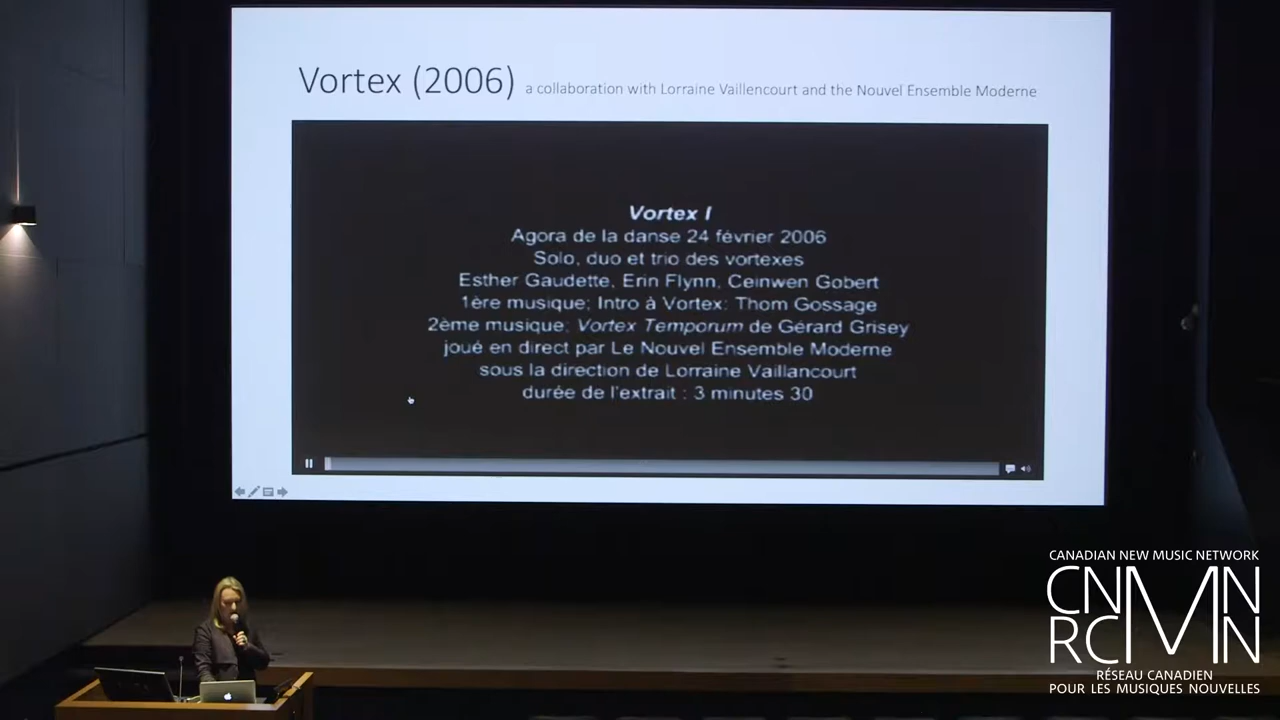 Vortex (2006) a collaboration with Lorraine Vaillencourt and the Nouvel Ensemble Moderne
Vortex I
Agora de la danse 24 février 2006
Solo, duo et trio des vortexes
Esther Gaudette, Erin Flynn, Ceinwen Gobert
1ère musique; Intro à Vortex: Thom Gossage
2ème musique: Vortex Temporum de Gérard Grisey
joué en direct par Le Nouvel Ensemble Moderne
sous la direction de Lorraine Vaillancourt
durée de l'extrait : 3 minutes 30
CANADIAN NEW MUSIC NETWORK
CNMN
RCMN
RÉSEAU CANADIEN
POUR LES MUSIQUES NOUVELLES